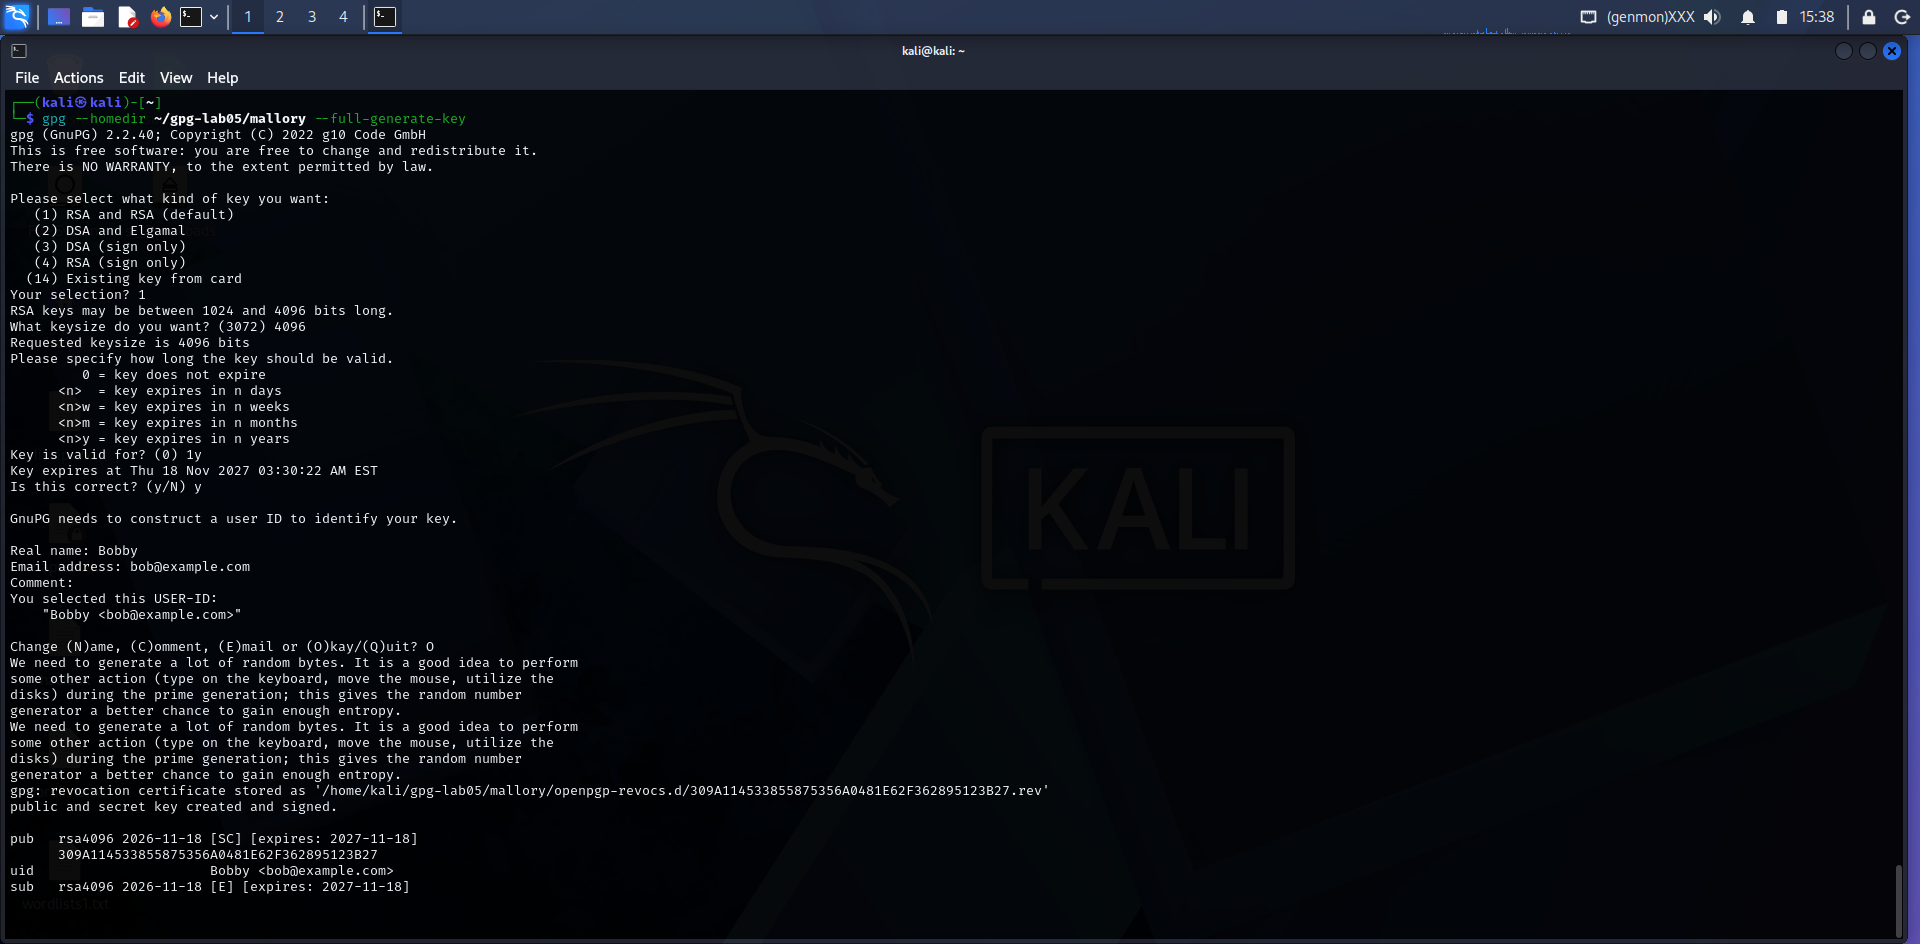 1 2 3 4 (genmon)XXX 15:38
kali@kali: ~
File Actions Edit View Help
┌──(kali㉿kali)-[~]
└─$ gpg --homedir ~/gpg-lab05/mallory --full-generate-key
gpg (GnuPG) 2.2.40; Copyright (C) 2022 g10 Code GmbH
This is free software: you are free to change and redistribute it.
There is NO WARRANTY, to the extent permitted by law.
Please select what kind of key you want:
(1) RSA and RSA (default)
(2) DSA and Elgamal
(3) DSA (sign only)
(4) RSA (sign only)
(14) Existing key from card
Your selection? 1
RSA keys may be between 1024 and 4096 bits long.
What keysize do you want? (3072) 4096
Requested keysize is 4096 bits
Please specify how long the key should be valid.
0 = key does not expire
<n>  = key expires in n days
<n>w = key expires in n weeks
<n>m = key expires in n months
<n>y = key expires in n years
Key is valid for? (0) 1y
Key expires at Thu 18 Nov 2027 03:30:22 AM EST
Is this correct? (y/N) y
GnuPG needs to construct a user ID to identify your key.
Real name: Bobby
Email address: bob@example.com
Comment:
You selected this USER-ID:
"Bobby <bob@example.com>"
Change (N)ame, (C)omment, (E)mail or (O)kay/(Q)uit? O
We need to generate a lot of random bytes. It is a good idea to perform
some other action (type on the keyboard, move the mouse, utilize the
disks) during the prime generation; this gives the random number
generator a better chance to gain enough entropy.
We need to generate a lot of random bytes. It is a good idea to perform
some other action (type on the keyboard, move the mouse, utilize the
disks) during the prime generation; this gives the random number
generator a better chance to gain enough entropy.
gpg: revocation certificate stored as '/home/kali/gpg-lab05/mallory/openpgp-revocs.d/309A114533855875356A0481E62F362895123B27.rev'
public and secret key created and signed.
pub   rsa4096 2026-11-18 [SC] [expires: 2027-11-18]
309A114533855875356A0481E62F362895123B27
uid                      Bobby <bob@example.com>
sub   rsa4096 2026-11-18 [E] [expires: 2027-11-18]
wordlists1.txt
KALI